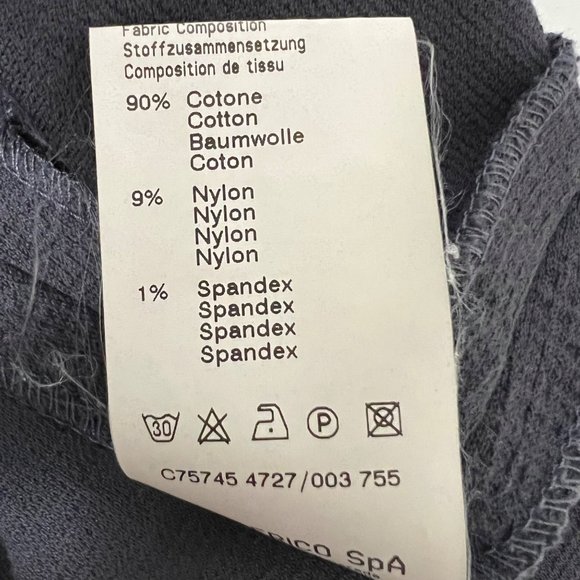 Fabric Composition
Stoffzusammensetzung
Composition de tissu
90% Cotone
Cotton
Baumwolle
Coton
9% Nylon
Nylon
Nylon
Nylon
1% Spandex
Spandex
Spandex
Spandex
30 P
C75745 4727/003 755
SpA